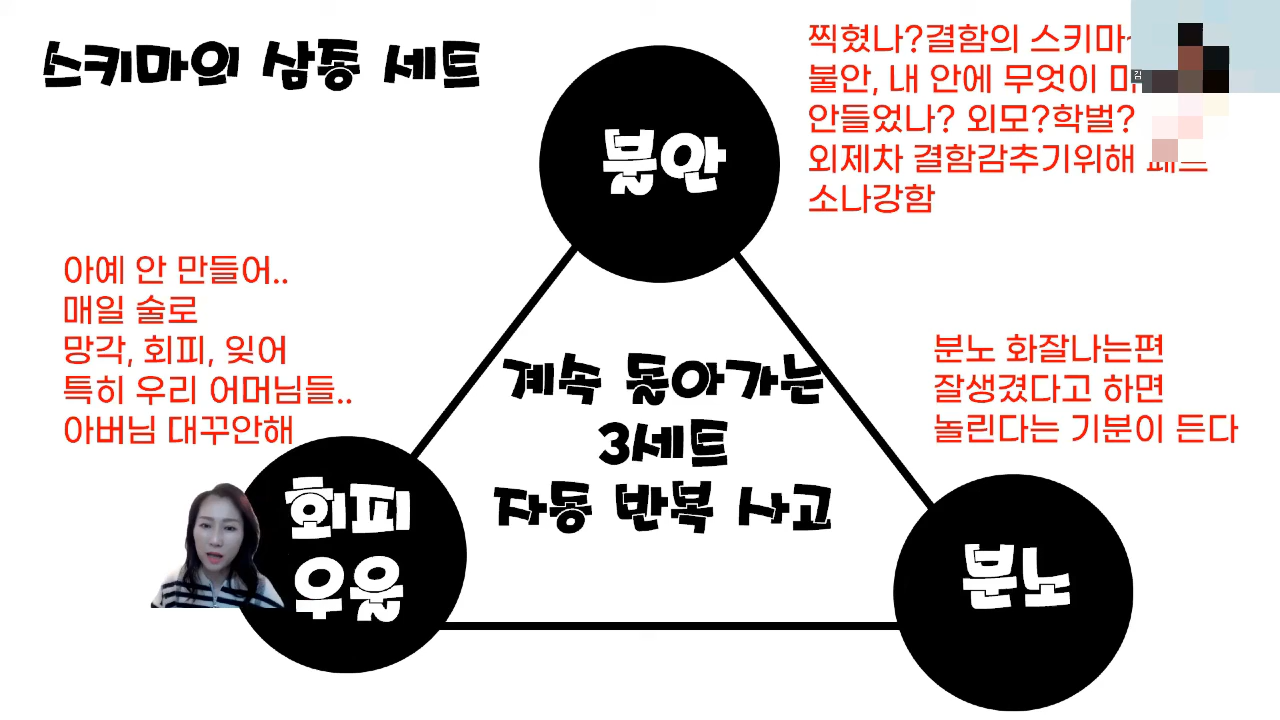 스키마의 삼종 세트
찍혔나?결함의 스키마~
불안, 내 안에 무엇이
안들었나? 외모?학벌?
외제차 결함감추기위해
소나강함
불안
아예 안 만들어..
매일 술로
망각, 회피, 잊어
특히 우리 어머님들..
아버님 대꾸안해
분노 화잘나는편
잘생겼다고 하면
놀린다는 기분이 든다
계속 돌아가는
3세트
자동 반복 사고
회피
우울
분노